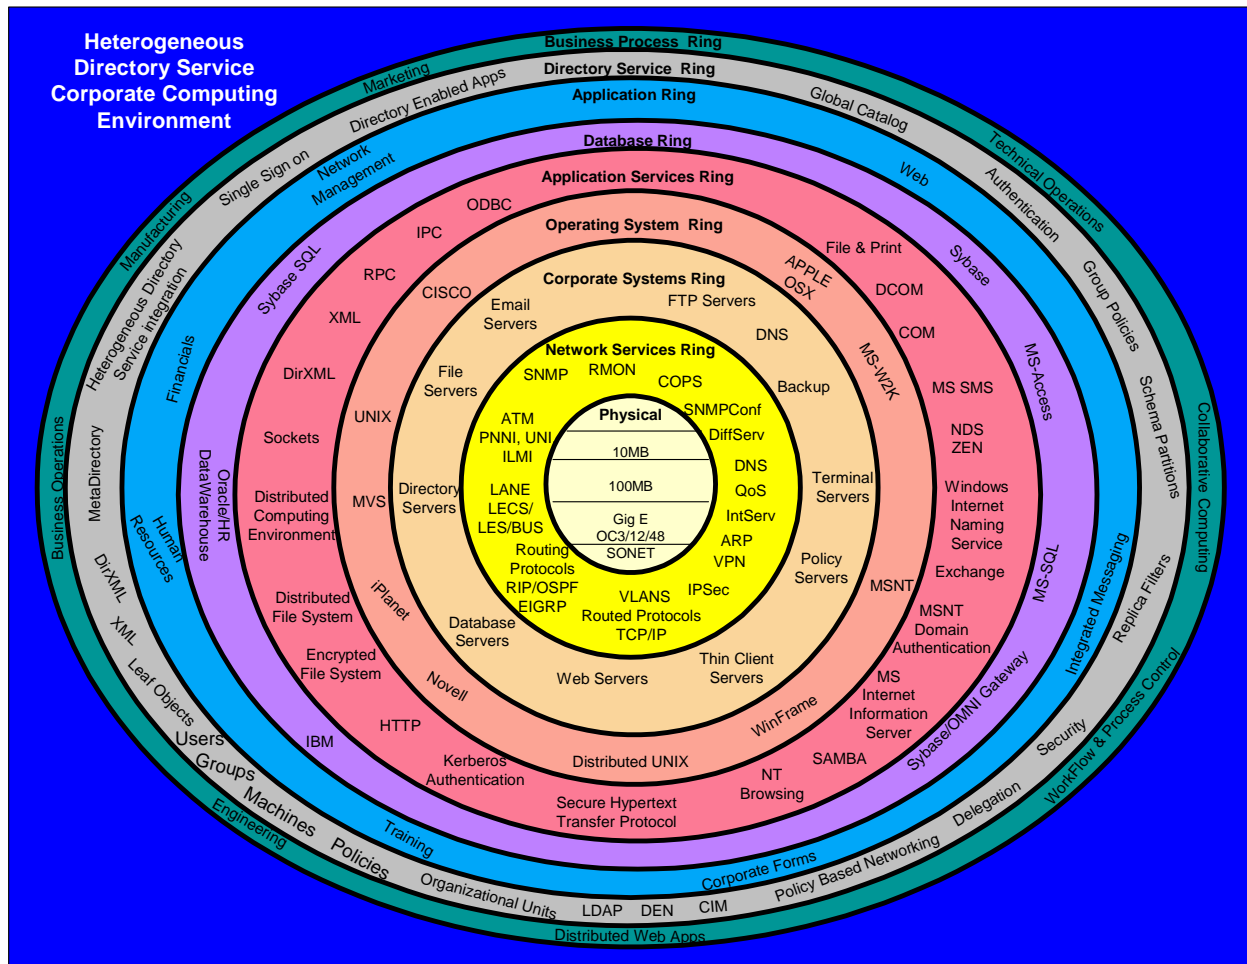 Heterogeneous
Directory Service
Corporate Computing
Environment
Business Process Ring
Marketing
Technical Operations
Collaborative Computing
WorkFlow & Process Control
Distributed Web Apps
Engineering
Business Operations
Manufacturing
Directory Service Ring
Global Catalog
Authentication
Group Policies
Schema Partitions
Replica Filters
Security
Delegation
Policy Based Networking
CIM
DEN
LDAP
Organizational Units
Policies
Machines
Groups
Users
Leaf Objects
XML
DirXML
MetaDirectory
Heterogeneous Directory
Service integration
Single Sign on
Directory Enabled Apps
Application Ring
Web
Integrated Messaging
Corporate Forms
Training
Human
Resources
Financials
Network
Management
Database Ring
Sybase
MS-Access
MS-SQL
Sybase/OMNI Gateway
IBM
Oracle/HR
DataWarehouse
Sybase SQL
Application Services Ring
File & Print
DCOM
COM
MS SMS
NDS
ZEN
Windows
Internet
Naming
Service
Exchange
MSNT
Domain
Authentication
MS
Internet
Information
Server
SAMBA
NT
Browsing
Secure Hypertext
Transfer Protocol
Kerberos
Authentication
HTTP
Encrypted
File System
Distributed
File System
Distributed
Computing
Environment
Sockets
DirXML
XML
RPC
IPC
ODBC
Operating System Ring
APPLE
OSX
MS-W2K
MSNT
WinFrame
Distributed UNIX
Novell
iPlanet
MVS
UNIX
CISCO
Corporate Systems Ring
FTP Servers
DNS
Backup
Terminal
Servers
Policy
Servers
Thin Client
Servers
Web Servers
Database
Servers
Directory
Servers
File
Servers
Email
Servers
Network Services Ring
SNMP
RMON
COPS
SNMPConf
DiffServ
DNS
QoS
IntServ
ARP
VPN
IPSec
VLANS
Routed Protocols
TCP/IP
Routing
Protocols
RIP/OSPF
EIGRP
LANE
LECS/
LES/BUS
ATM
PNNI, UNI
ILMI
Physical
10MB
100MB
Gig E
OC3/12/48
SONET